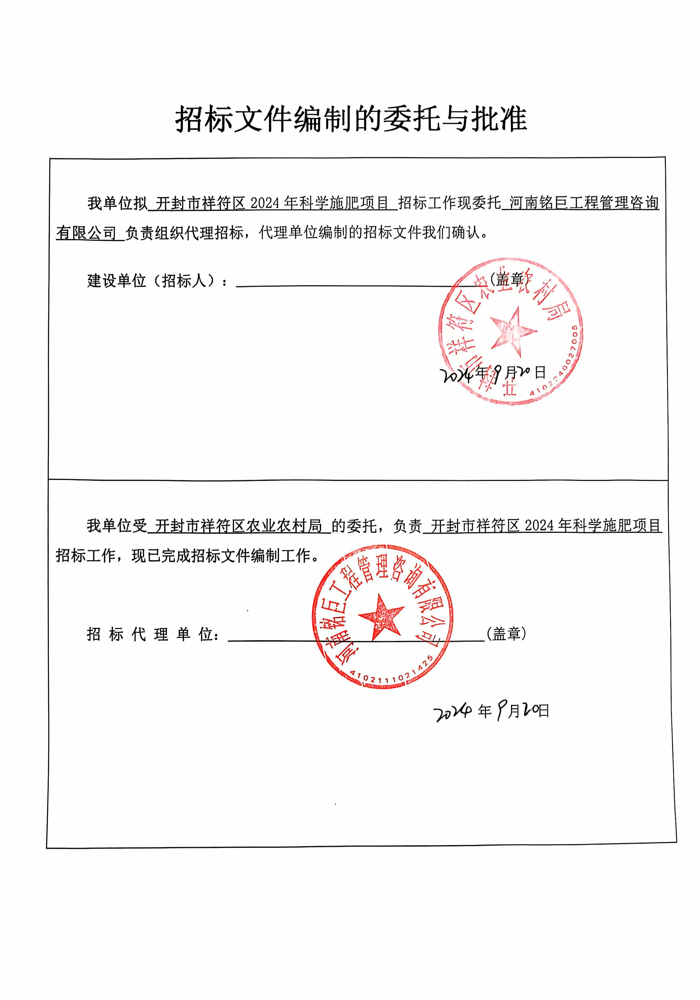 招标文件编制的委托与批准
我单位拟 开封市祥符区 2024 年科学施肥项目 招标工作现委托 河南铭巨工程管理咨询
有限公司 负责组织代理招标，代理单位编制的招标文件我们确认。
建设单位（招标人）：(盖章)
开封市祥符区农业农村局
4102240027005
2024年9月20日
我单位受 开封市祥符区农业农村局 的委托，负责 开封市祥符区 2024 年科学施肥项目
招标工作，现已完成招标文件编制工作。
河南铭巨工程管理咨询有限公司
招标代理单位：(盖章)
4102111021425
2024年9月20日